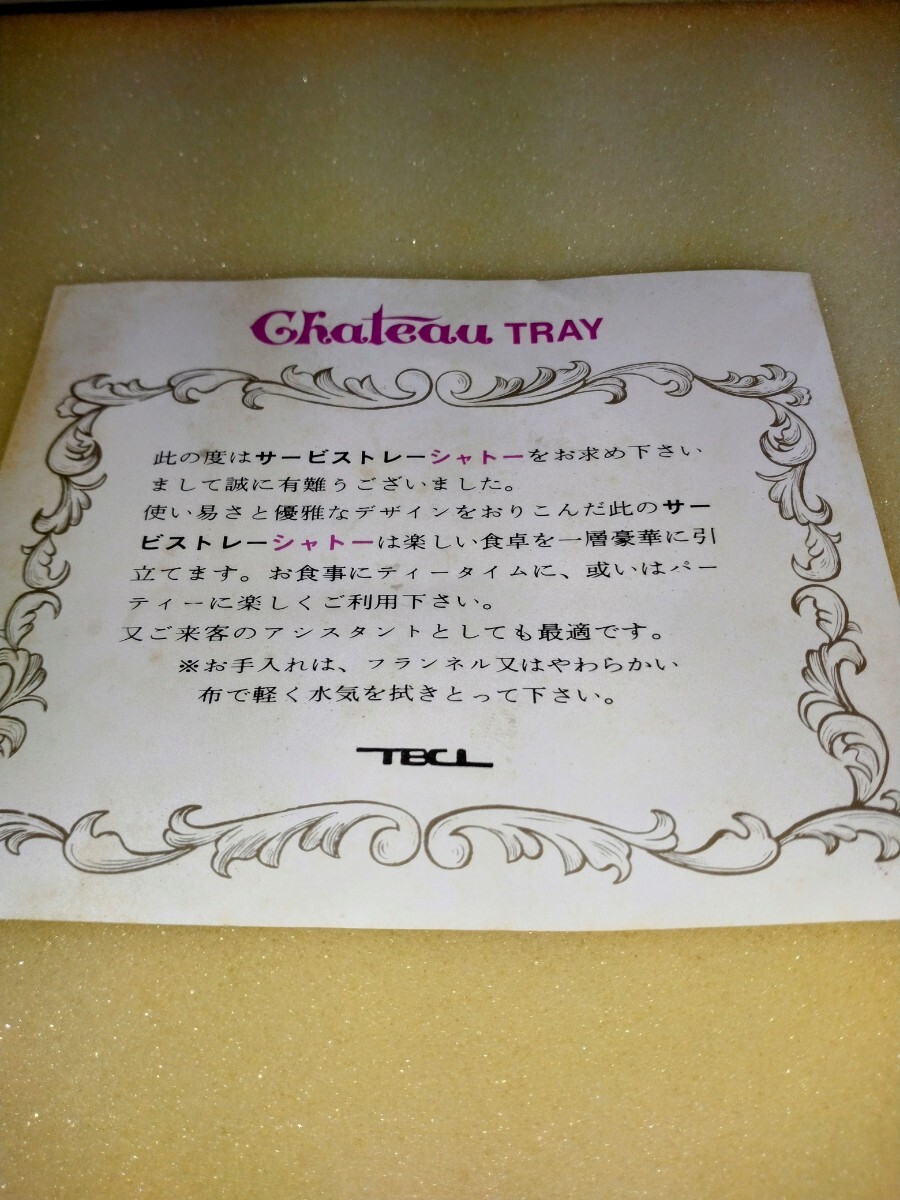 Chateau TRAY
此の度はサービストレーシャトーをお求め下さい
まして誠に有難うございました。
使い易さと優雅なデザインをおりこんだ此のサー
ビストレーシャトーは楽しい食卓を一層豪華に引
立てます。お食事にティータイムに、或いはパー
ティーに楽しくご利用下さい。
又ご来客のアシスタントとしても最適です。
※お手入れは、フランネル又はやわらかい
布で軽く水気を拭きとって下さい。
TBCL